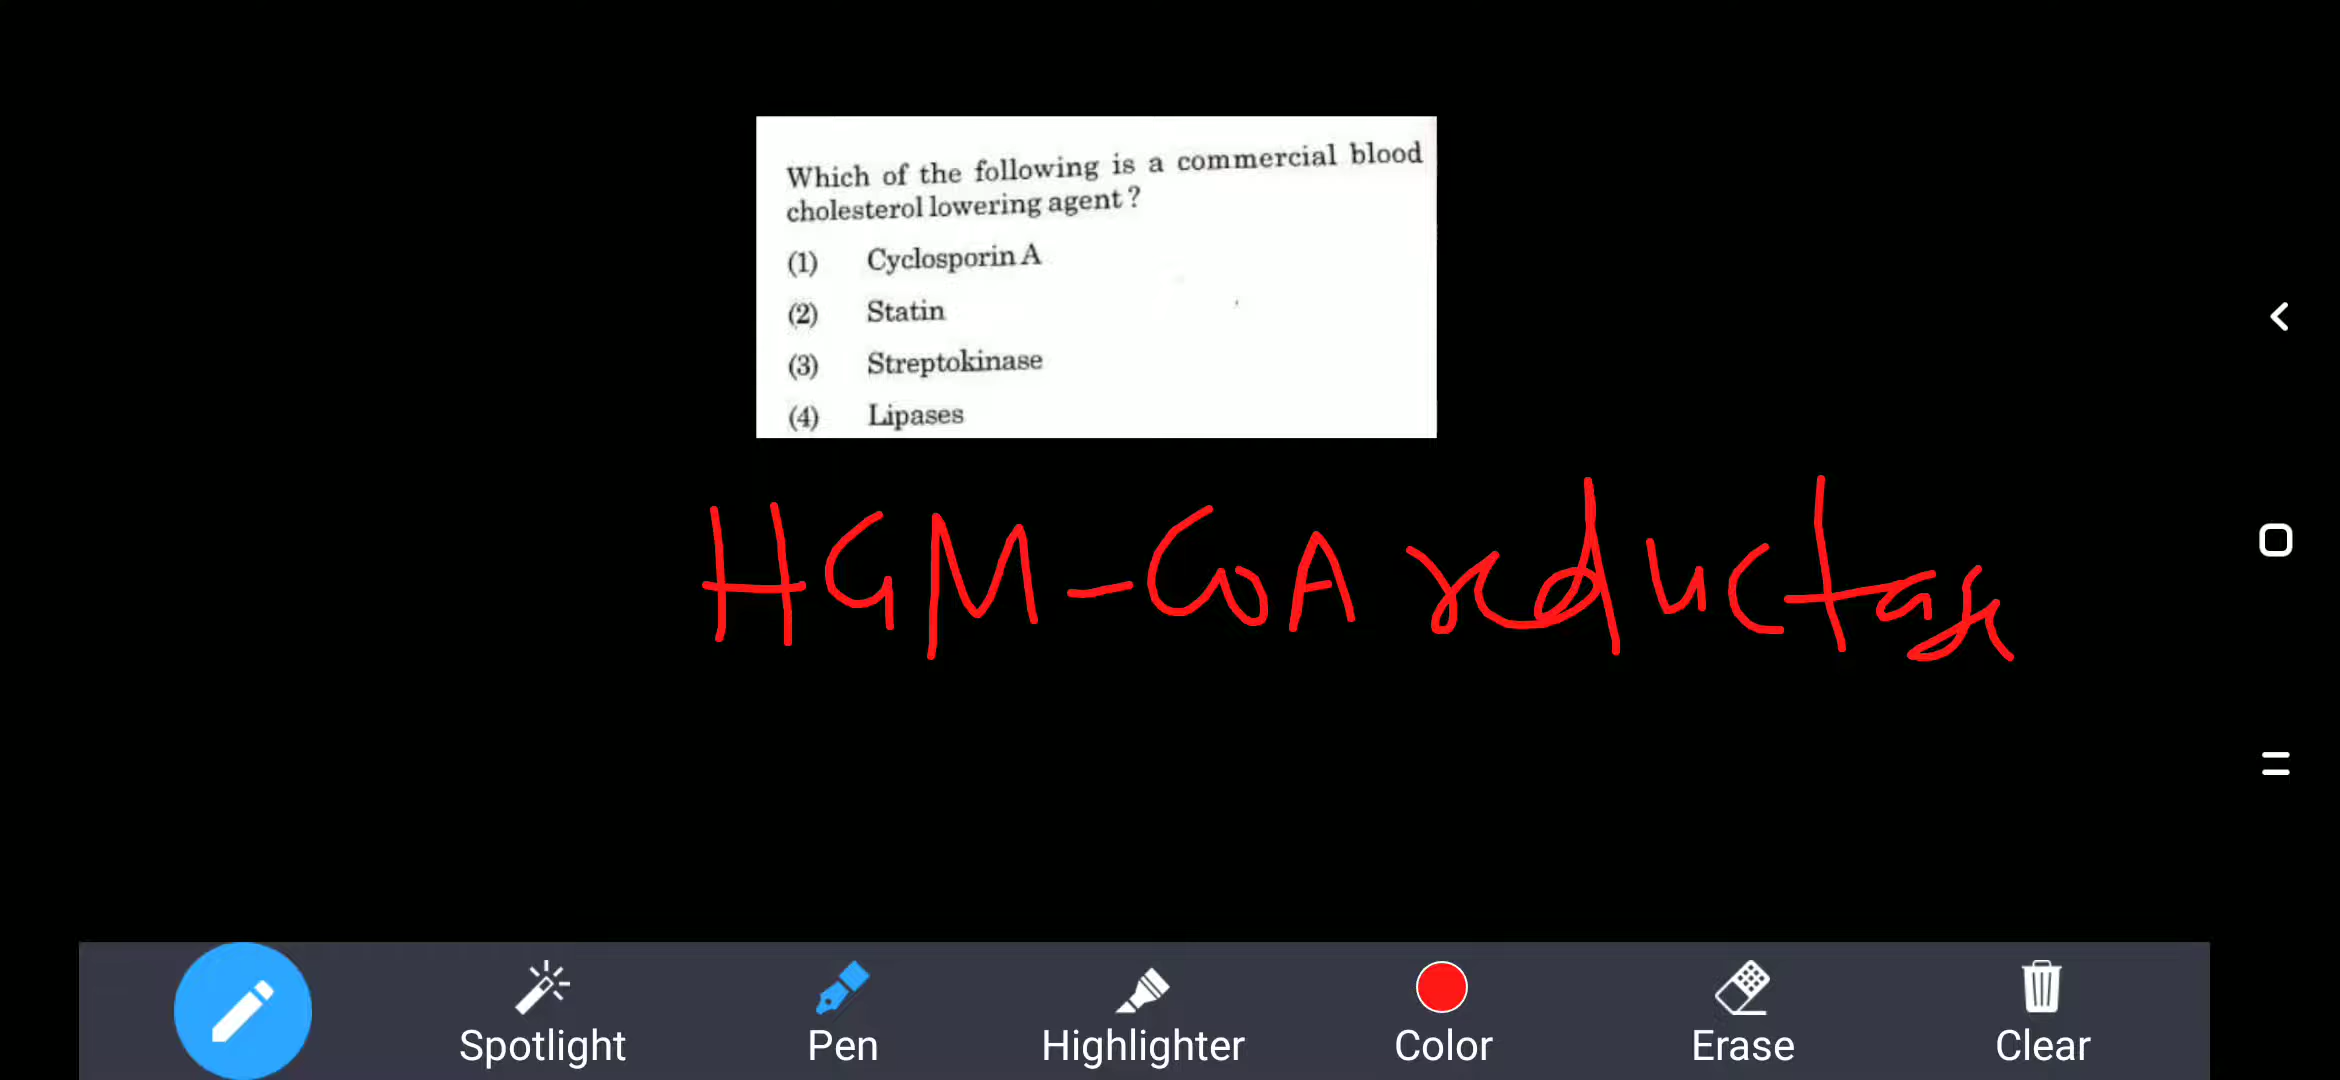 Which of the following is a commercial blood
cholesterol lowering agent ?
(1) Cyclosporin A
(2) Statin
(3) Streptokinase
(4) Lipases
HGM-CoA reductase
Spotlight Pen Highlighter Color Erase Clear